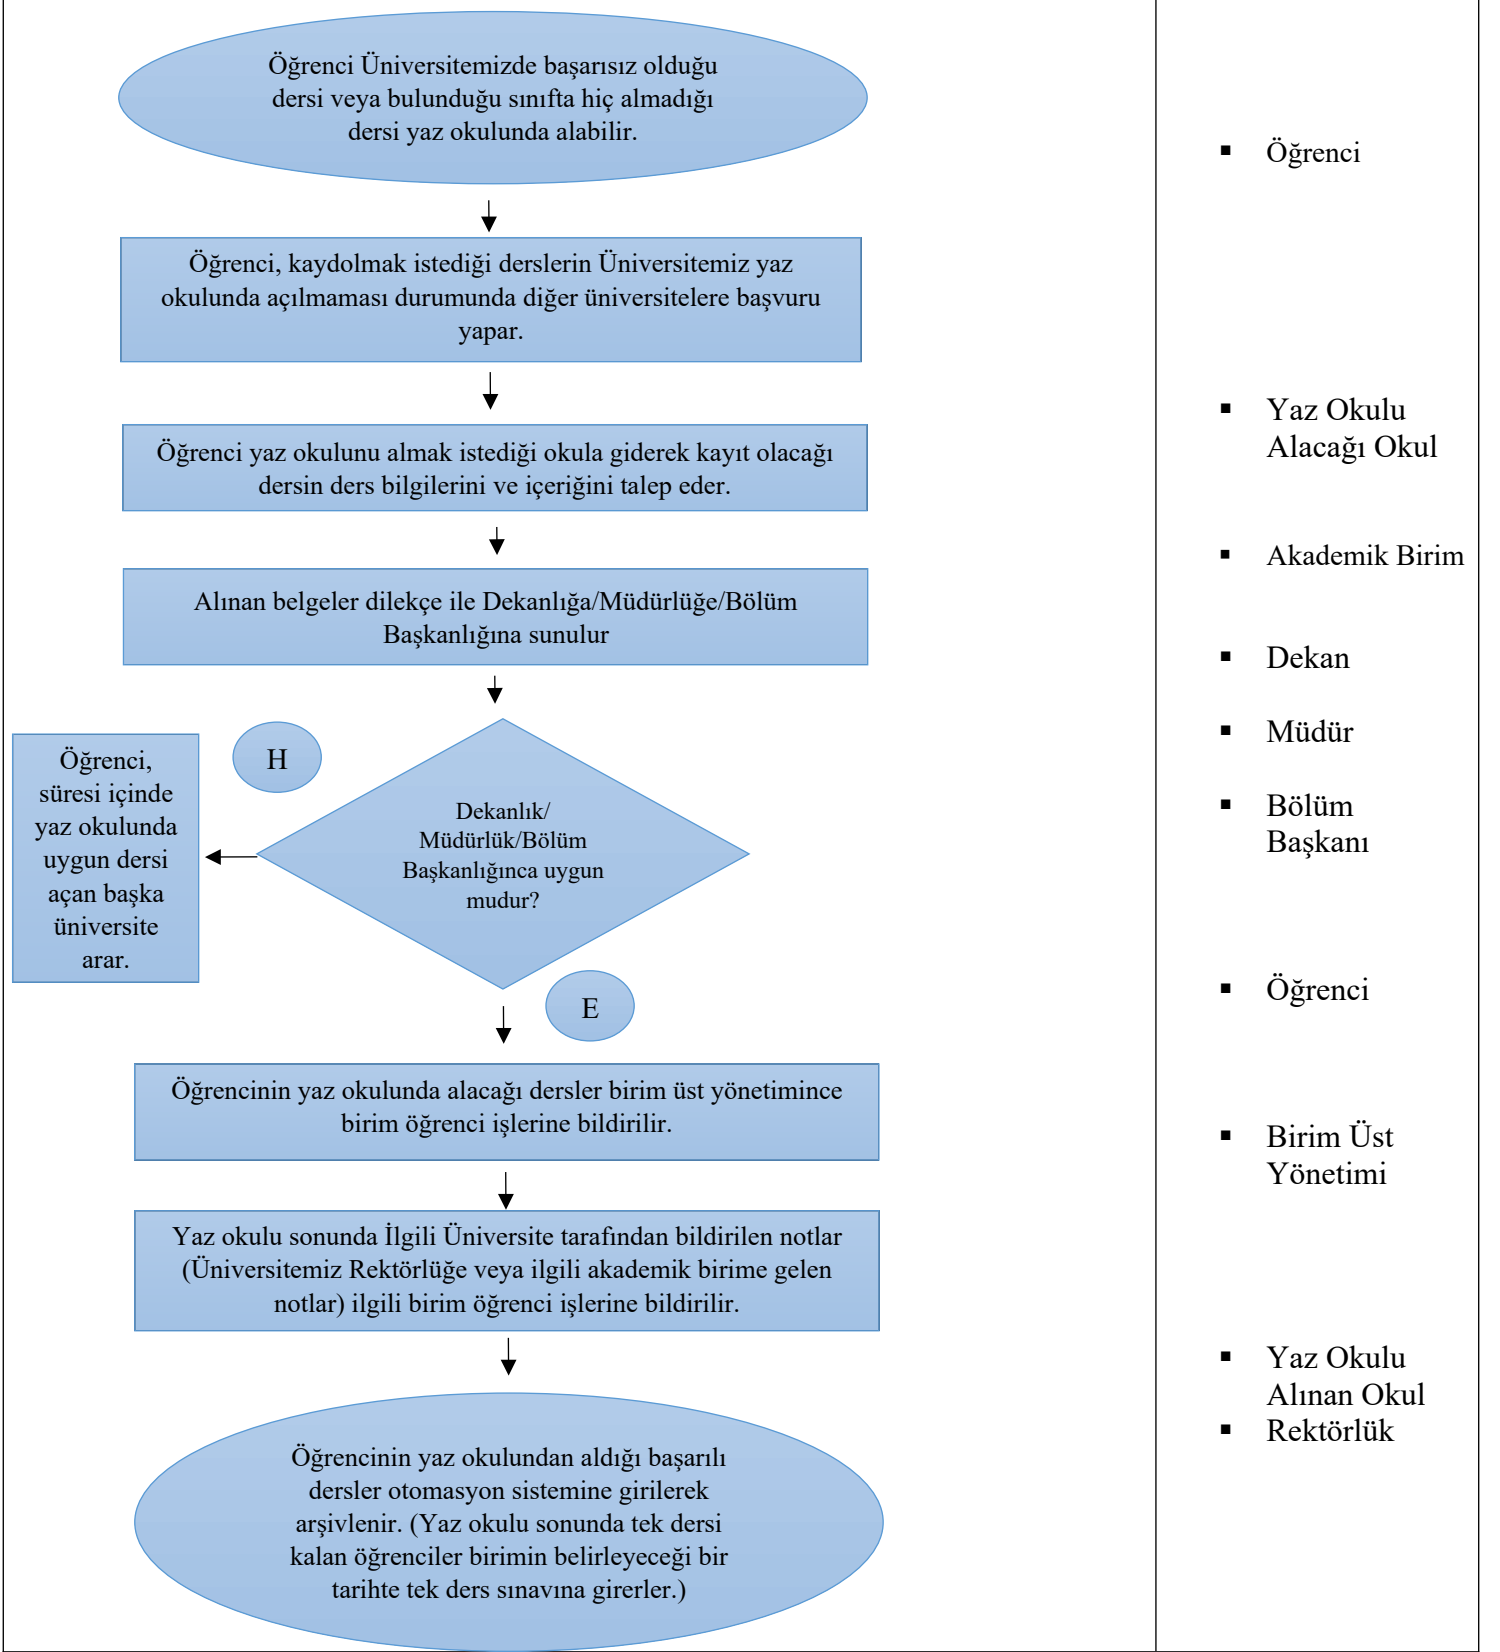 Öğrenci Üniversitemizde başarısız olduğu
dersi veya bulunduğu sınıfta hiç almadığı
dersi yaz okulunda alabilir.
Öğrenci, kaydolmak istediği derslerin Üniversitemiz yaz
okulunda açılmaması durumunda diğer üniversitelere başvuru
yapar.
Öğrenci yaz okulunu almak istediği okula giderek kayıt olacağı
dersin ders bilgilerini ve içeriğini talep eder.
Alınan belgeler dilekçe ile Dekanlığa/Müdürlüğe/Bölüm
Başkanlığına sunulur
H
Öğrenci,
süresi içinde
yaz okulunda
uygun dersi
açan başka
üniversite
arar.
Dekanlık/
Müdürlük/Bölüm
Başkanlığınca uygun
mudur?
E
Öğrencinin yaz okulunda alacağı dersler birim üst yönetimince
birim öğrenci işlerine bildirilir.
Yaz okulu sonunda İlgili Üniversite tarafından bildirilen notlar
(Üniversitemiz Rektörlüğe veya ilgili akademik birime gelen
notlar) ilgili birim öğrenci işlerine bildirilir.
Öğrencinin yaz okulundan aldığı başarılı
dersler otomasyon sistemine girilerek
arşivlenir. (Yaz okulu sonunda tek dersi
kalan öğrenciler birimin belirleyeceği bir
tarihte tek ders sınavına girerler.)
▪ Öğrenci
▪ Yaz Okulu
Alacağı Okul
▪ Akademik Birim
▪ Dekan
▪ Müdür
▪ Bölüm
Başkanı
▪ Öğrenci
▪ Birim Üst
Yönetimi
▪ Yaz Okulu
Alınan Okul
▪ Rektörlük